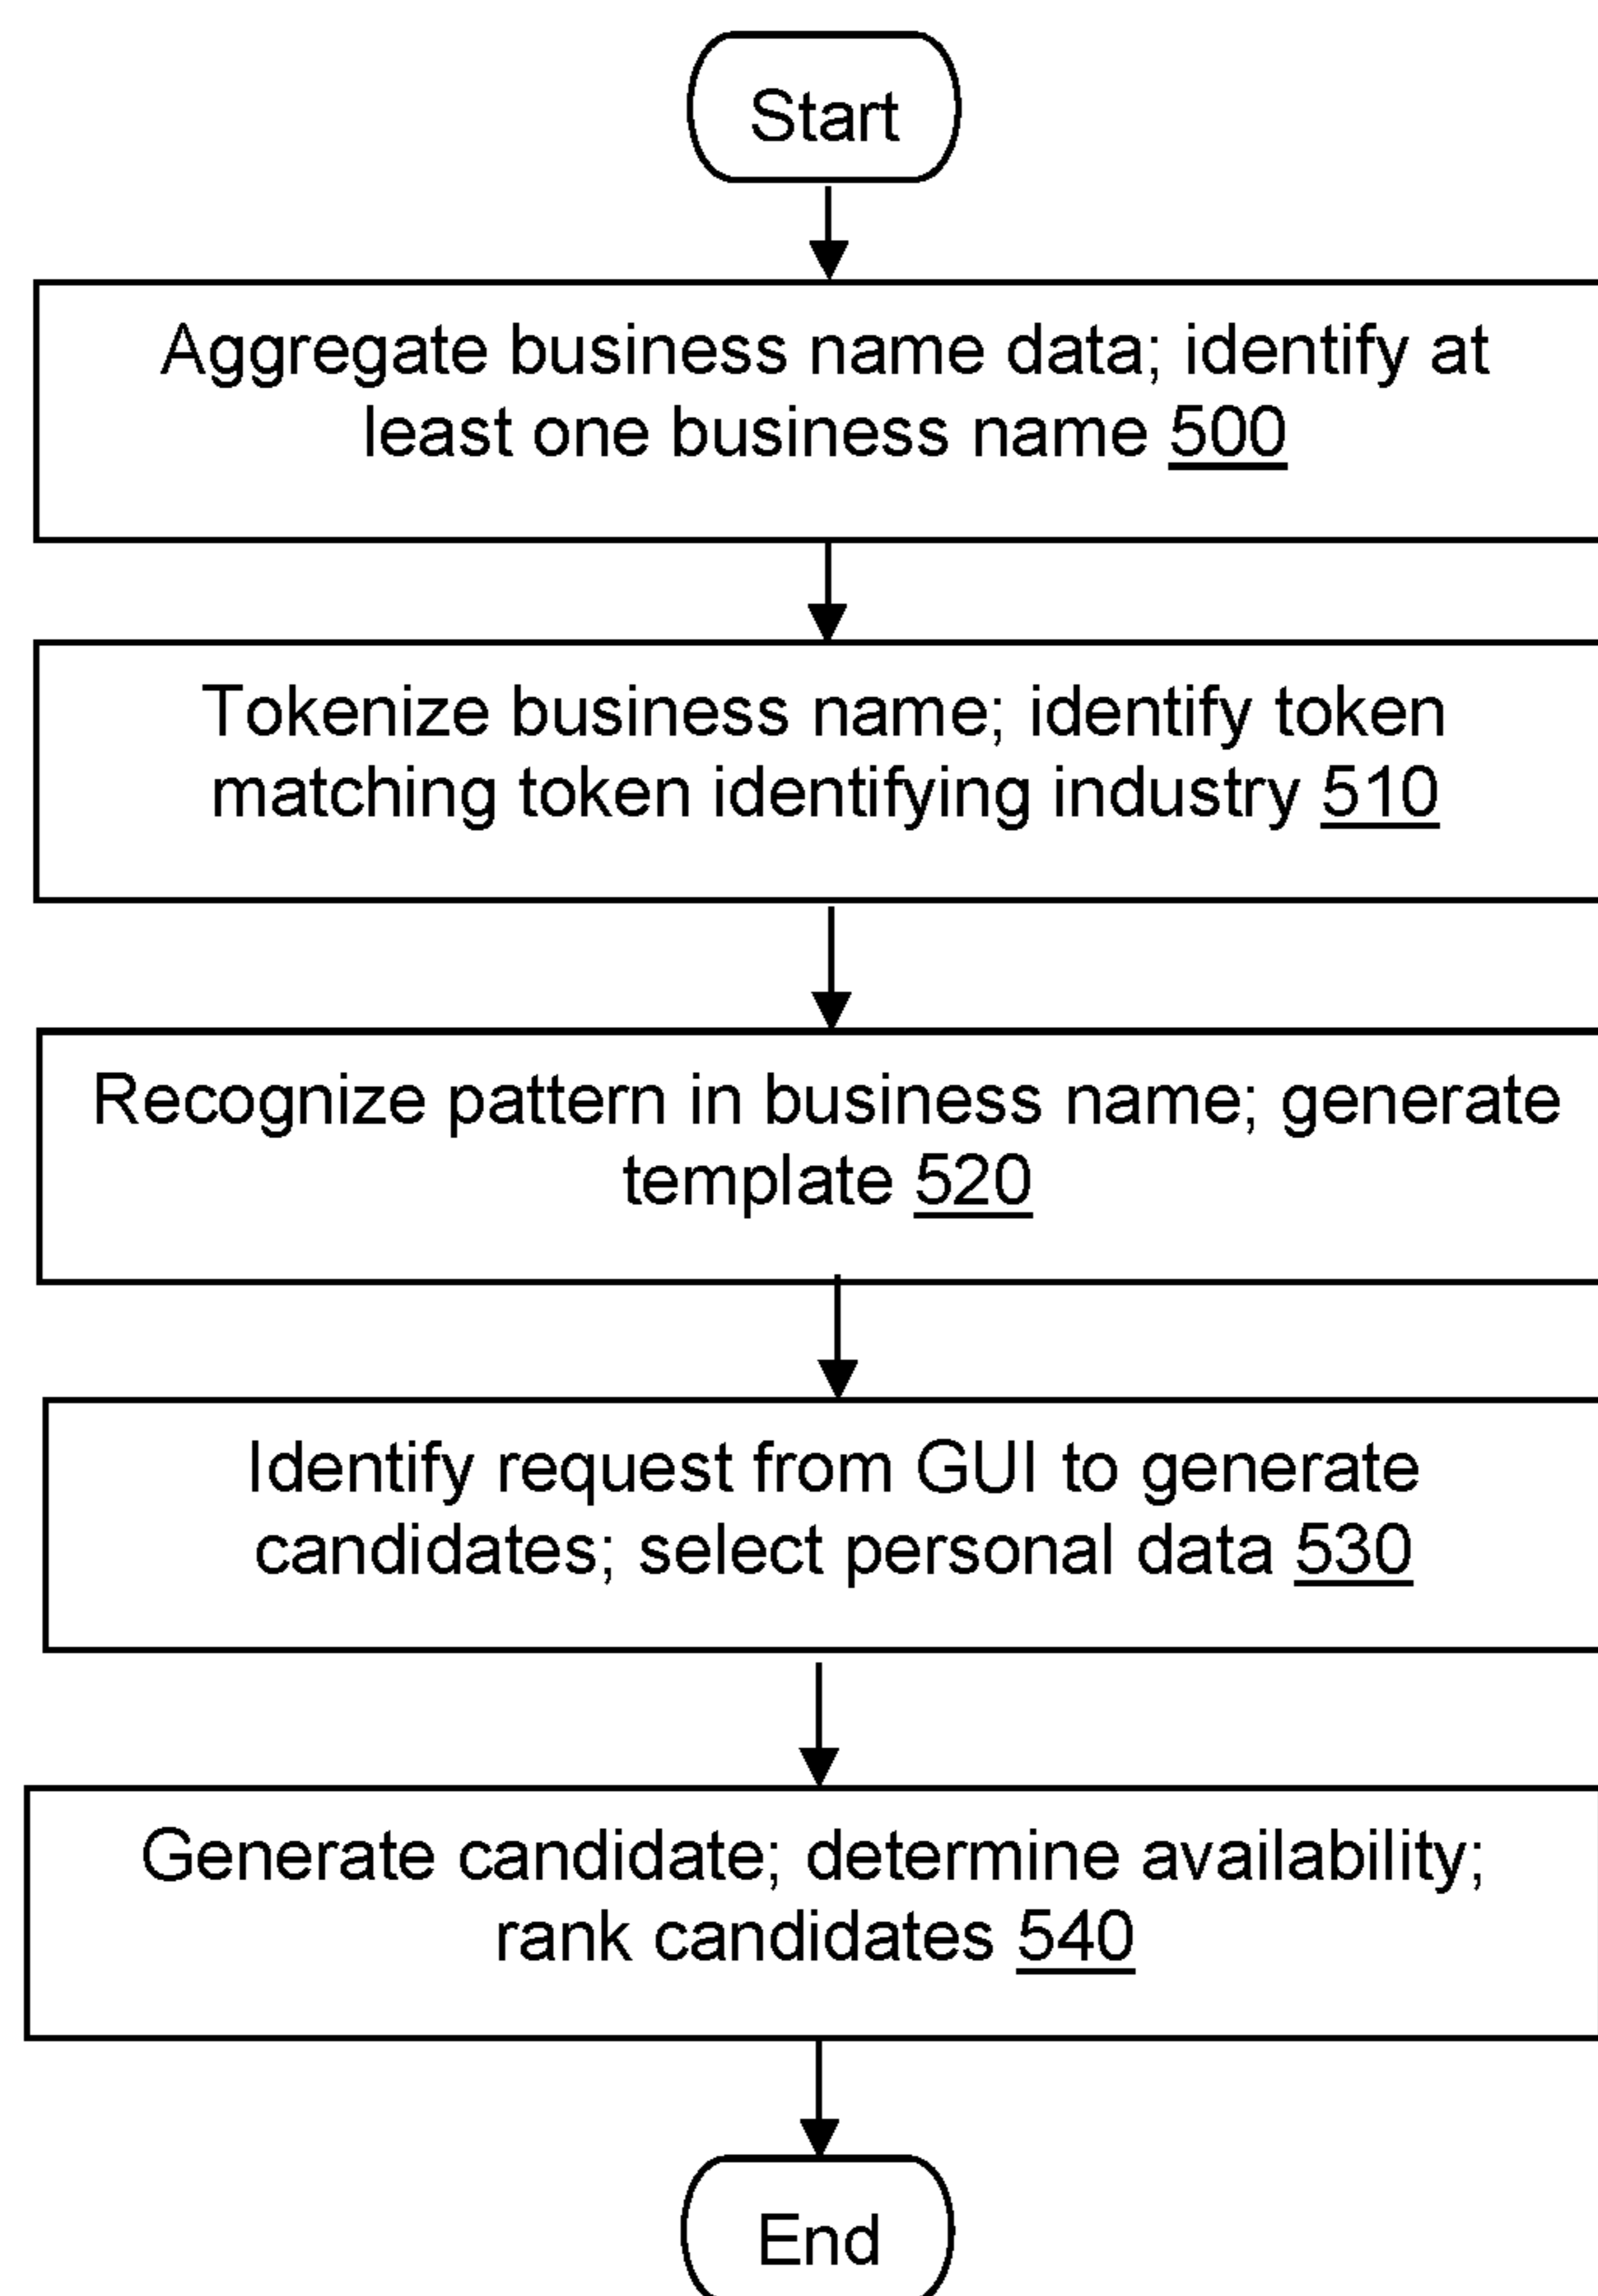 Start
Aggregate business name data; identify at
least one business name 500
Tokenize business name; identify token
matching token identifying industry 510
Recognize pattern in business name; generate
template 520
Identify request from GUI to generate
candidates; select personal data 530
Generate candidate; determine availability;
rank candidates 540
End